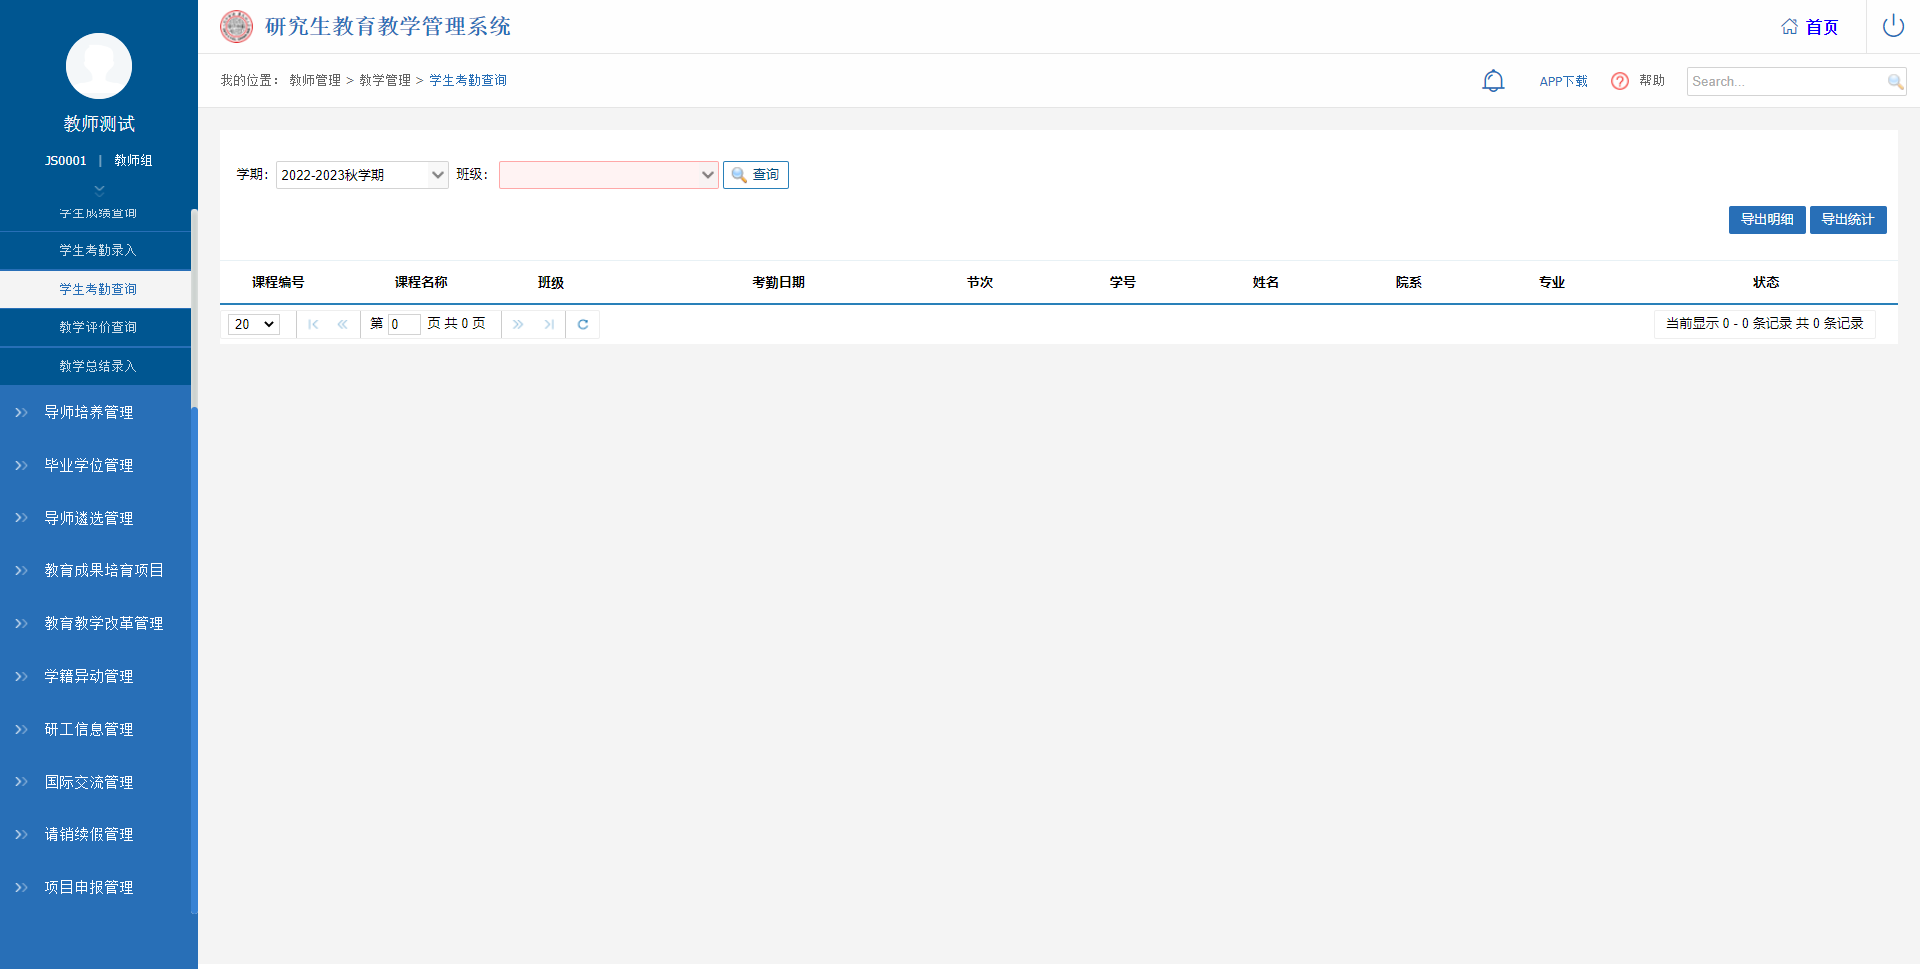 研究生教育教学管理系统
首页
教师测试
JS0001 | 教师组
我的位置： 教师管理 > 教学管理 > 学生考勤查询
APP下载
帮助
Search...
学生成绩查询
学生考勤录入
学生考勤查询
教学评价查询
教学总结录入
导师培养管理
毕业学位管理
导师遴选管理
教育成果培育项目
教育教学改革管理
学籍异动管理
研工信息管理
国际交流管理
请销续假管理
项目申报管理
学期： 2022-2023秋学期 班级： 查询
导出明细 导出统计
课程编号 课程名称 班级 考勤日期 节次 学号 姓名 院系 专业 状态
20 第 0 页 共 0 页
当前显示 0 - 0 条记录 共 0 条记录